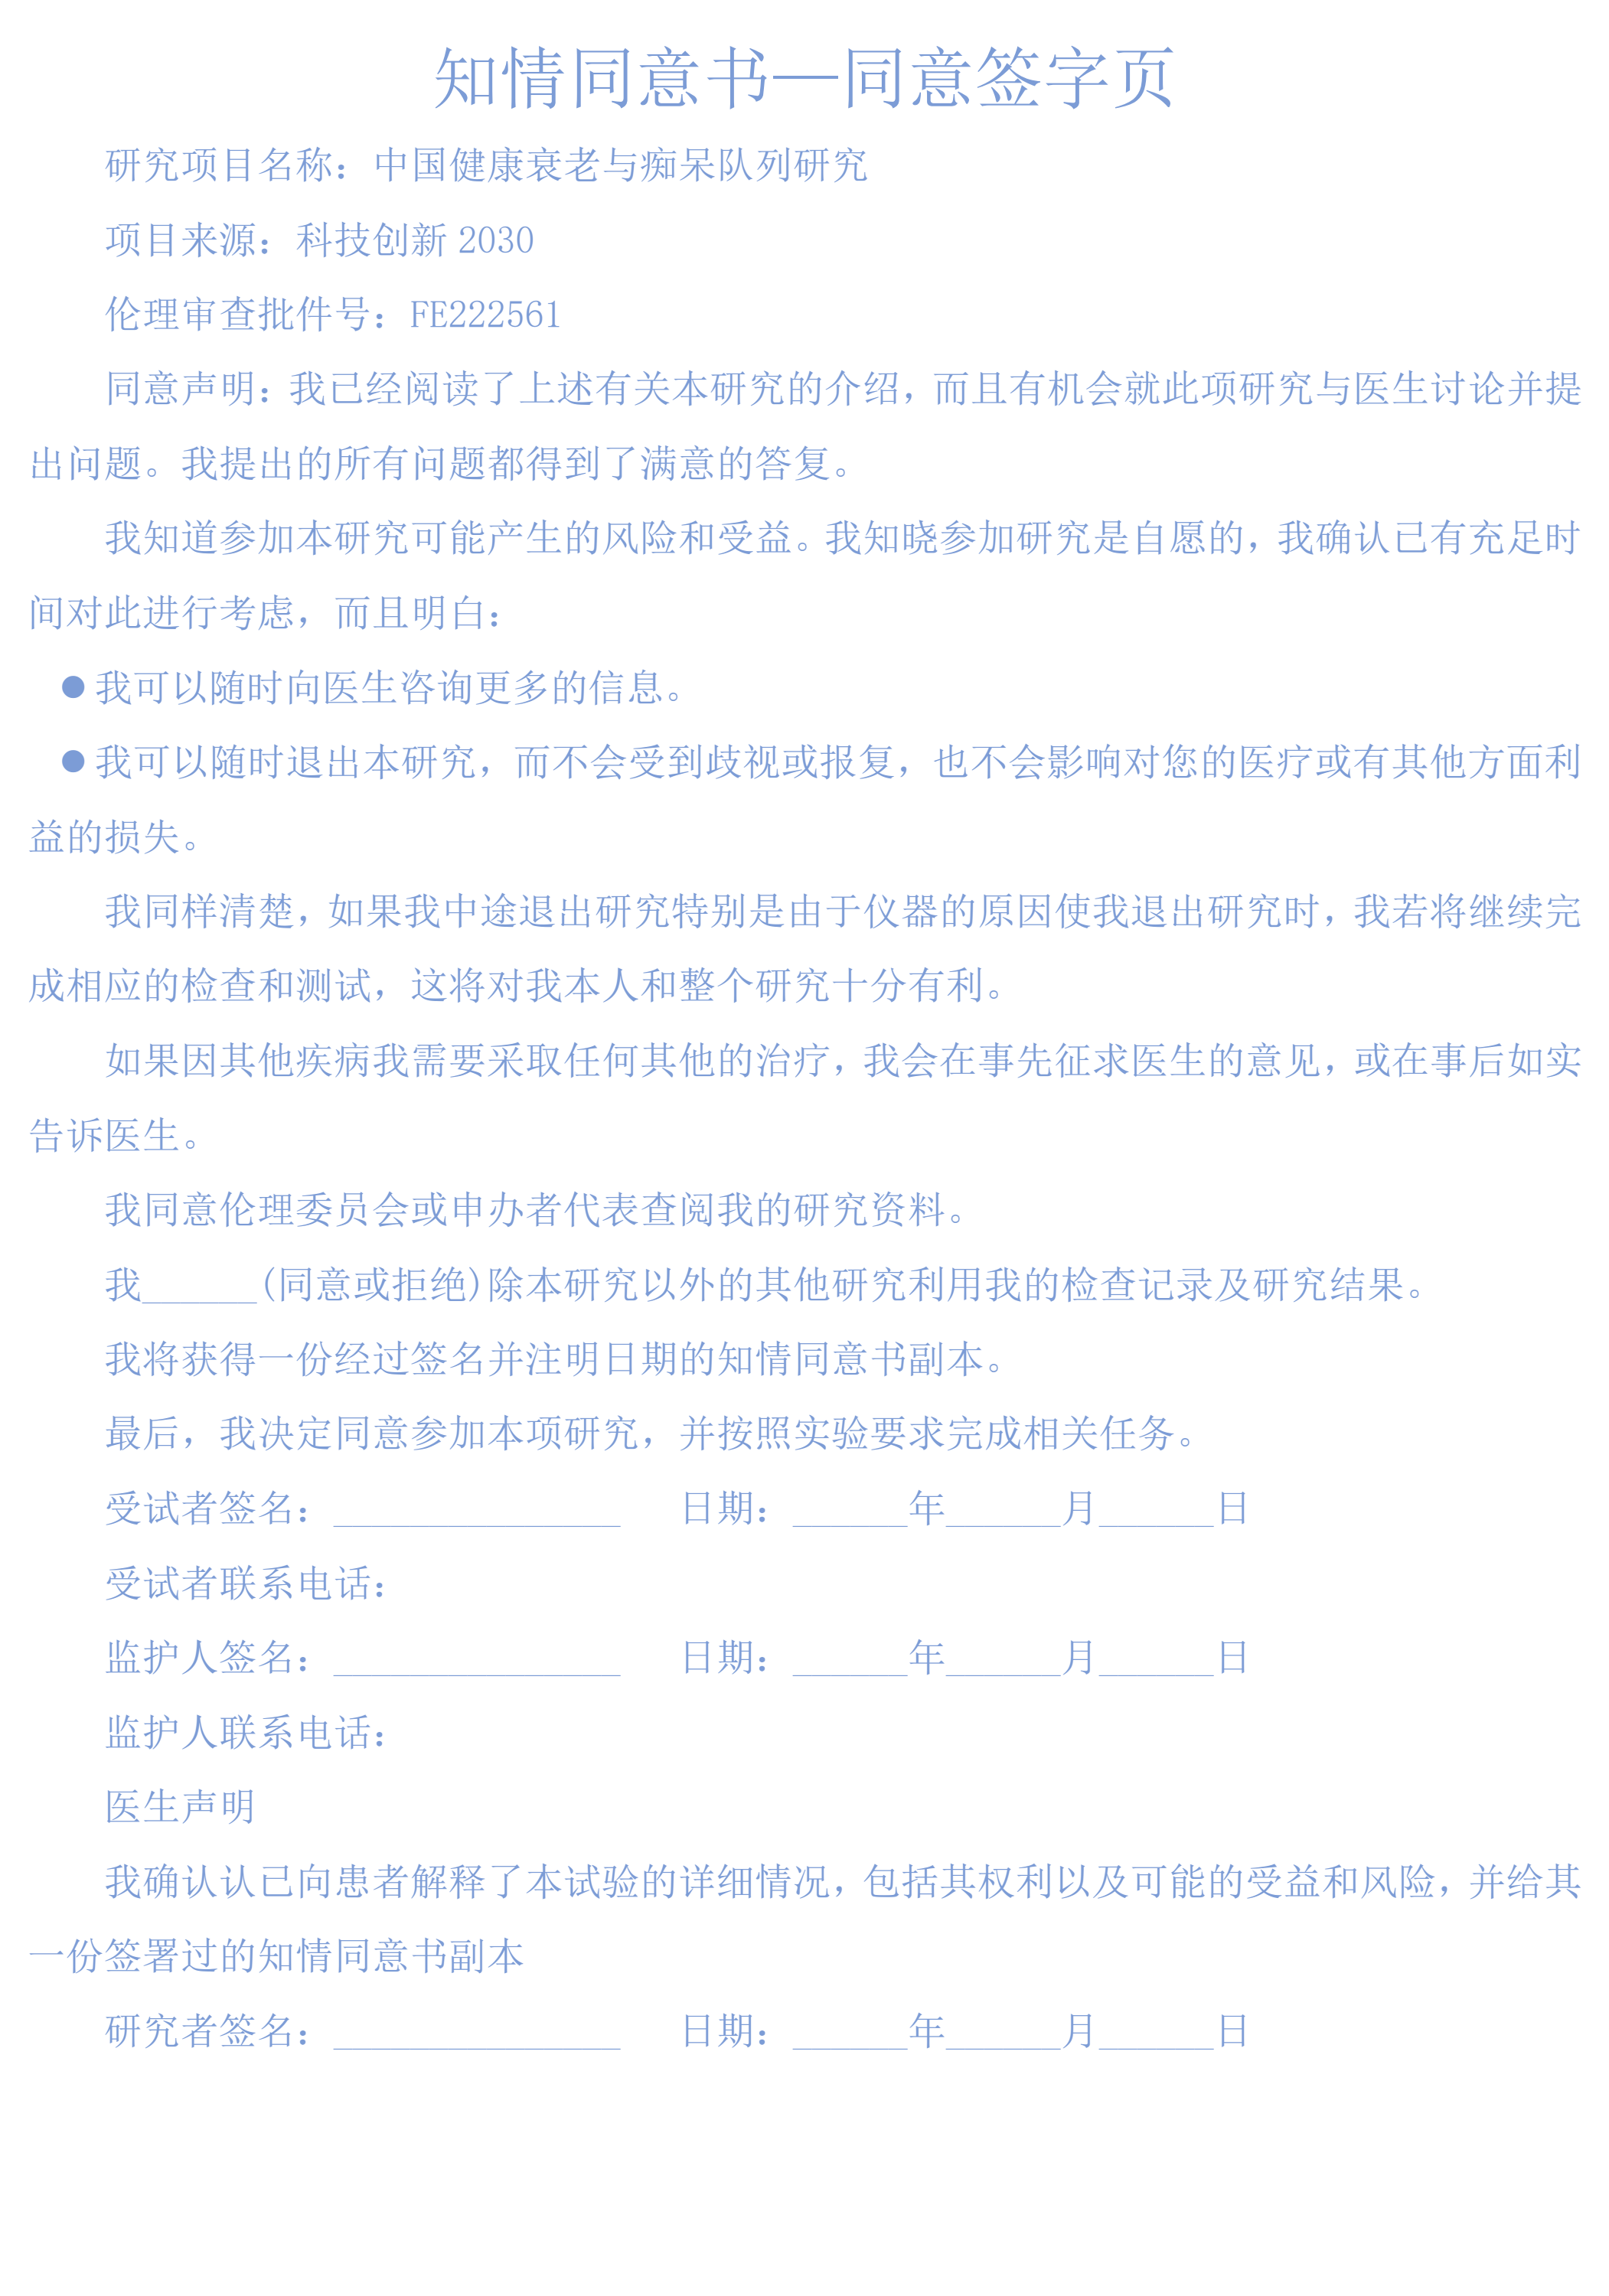 知情同意书—同意签字页
研究项目名称：中国健康衰老与痴呆队列研究
项目来源：科技创新 2030
伦理审查批件号：FE222561
同意声明：我已经阅读了上述有关本研究的介绍，而且有机会就此项研究与医生讨论并提
出问题。我提出的所有问题都得到了满意的答复。
我知道参加本研究可能产生的风险和受益。我知晓参加研究是自愿的，我确认已有充足时
间对此进行考虑，而且明白：
●我可以随时向医生咨询更多的信息。
●我可以随时退出本研究，而不会受到歧视或报复，也不会影响对您的医疗或有其他方面利
益的损失。
我同样清楚，如果我中途退出研究特别是由于仪器的原因使我退出研究时，我若将继续完
成相应的检查和测试，这将对我本人和整个研究十分有利。
如果因其他疾病我需要采取任何其他的治疗，我会在事先征求医生的意见，或在事后如实
告诉医生。
我同意伦理委员会或申办者代表查阅我的研究资料。
我______(同意或拒绝)除本研究以外的其他研究利用我的检查记录及研究结果。
我将获得一份经过签名并注明日期的知情同意书副本。
最后，我决定同意参加本项研究，并按照实验要求完成相关任务。
受试者签名：_______________ 日期：______年______月______日
受试者联系电话：
监护人签名：_______________ 日期：______年______月______日
监护人联系电话：
医生声明
我确认认已向患者解释了本试验的详细情况，包括其权利以及可能的受益和风险，并给其
一份签署过的知情同意书副本
研究者签名：_______________ 日期：______年______月______日